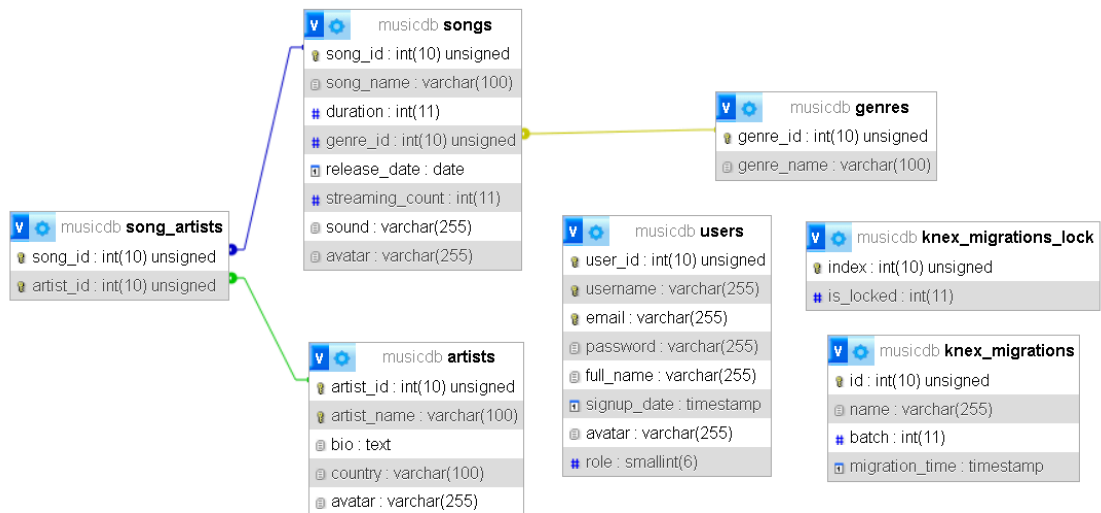 V musicdb songs
song_id : int(10) unsigned
song_name : varchar(100)
# duration : int(11)
# genre_id : int(10) unsigned
release_date : date
# streaming_count : int(11)
sound : varchar(255)
avatar : varchar(255)
V musicdb genres
genre_id : int(10) unsigned
genre_name : varchar(100)
V musicdb song_artists
song_id : int(10) unsigned
artist_id : int(10) unsigned
V musicdb users
user_id : int(10) unsigned
username : varchar(255)
email : varchar(255)
password : varchar(255)
full_name : varchar(255)
signup_date : timestamp
avatar : varchar(255)
# role : smallint(6)
V musicdb knex_migrations_lock
index : int(10) unsigned
# is_locked : int(11)
V musicdb artists
artist_id : int(10) unsigned
artist_name : varchar(100)
bio : text
country : varchar(100)
avatar : varchar(255)
V musicdb knex_migrations
id : int(10) unsigned
name : varchar(255)
# batch : int(11)
migration_time : timestamp